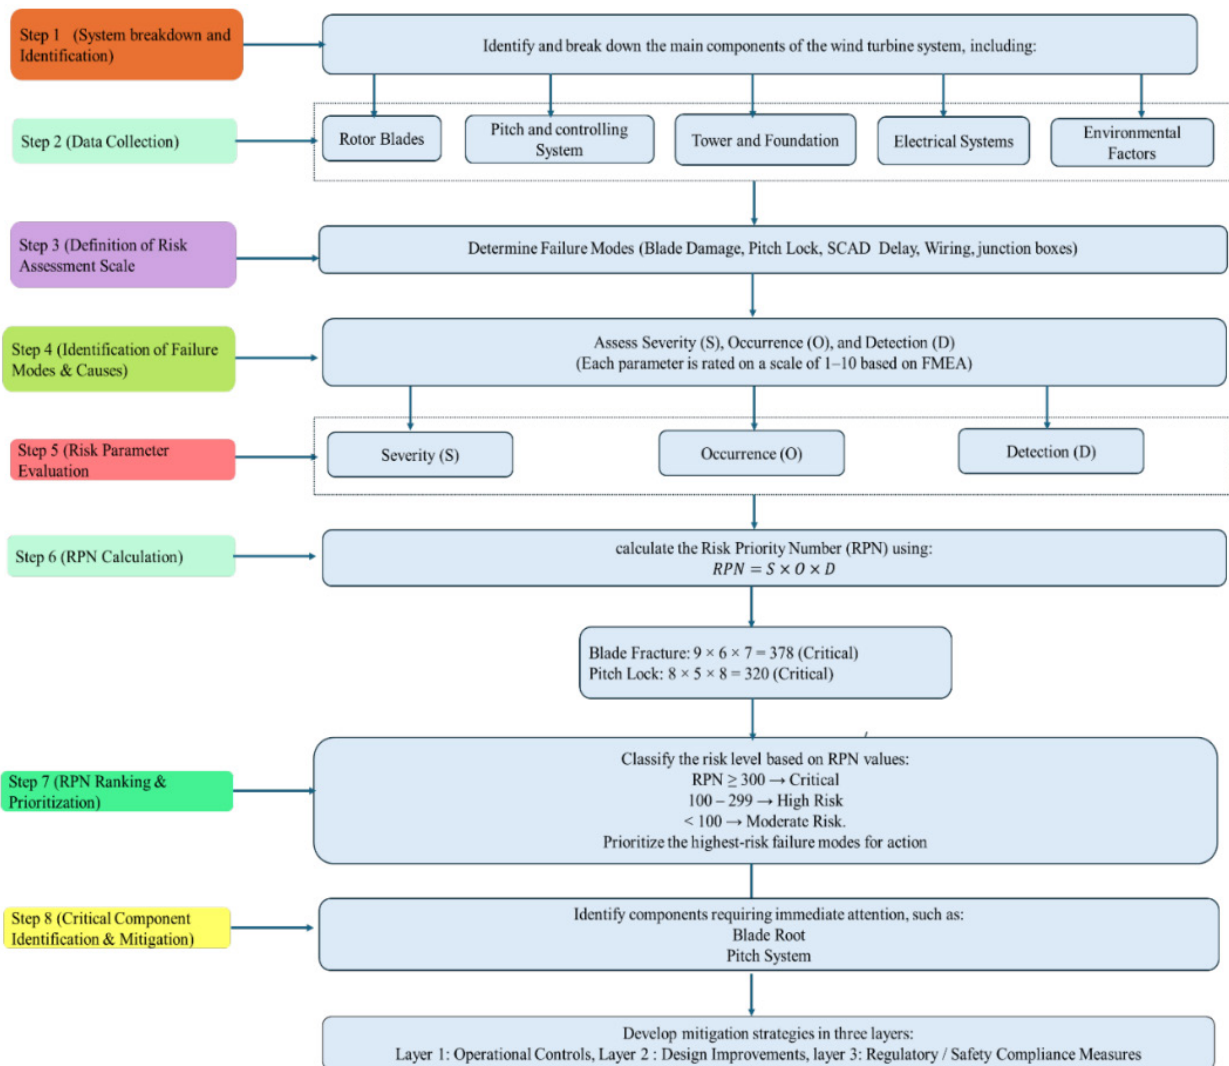 Step 1 (System breakdown and
Identification)
Identify and break down the main components of the wind turbine system, including:
Step 2 (Data Collection)
Rotor Blades
Pitch and controlling
System
Tower and Foundation
Electrical Systems
Environmental
Factors
Step 3 (Definition of Risk
Assessment Scale
Determine Failure Modes (Blade Damage, Pitch Lock, SCAD Delay, Wiring, junction boxes)
Step 4 (Identification of Failure
Modes & Causes)
Assess Severity (S), Occurrence (O), and Detection (D)
(Each parameter is rated on a scale of 1–10 based on FMEA)
Step 5 (Risk Parameter
Evaluation
Severity (S)
Occurrence (O)
Detection (D)
Step 6 (RPN Calculation)
calculate the Risk Priority Number (RPN) using:
RPN = S × O × D
Blade Fracture: 9 × 6 × 7 = 378 (Critical)
Pitch Lock: 8 × 5 × 8 = 320 (Critical)
Step 7 (RPN Ranking &
Prioritization)
Classify the risk level based on RPN values:
RPN ≥ 300 → Critical
100 – 299 → High Risk
< 100 → Moderate Risk.
Prioritize the highest-risk failure modes for action
Step 8 (Critical Component
Identification & Mitigation)
Identify components requiring immediate attention, such as:
Blade Root
Pitch System
Develop mitigation strategies in three layers:
Layer 1: Operational Controls, Layer 2 : Design Improvements, layer 3: Regulatory / Safety Compliance Measures